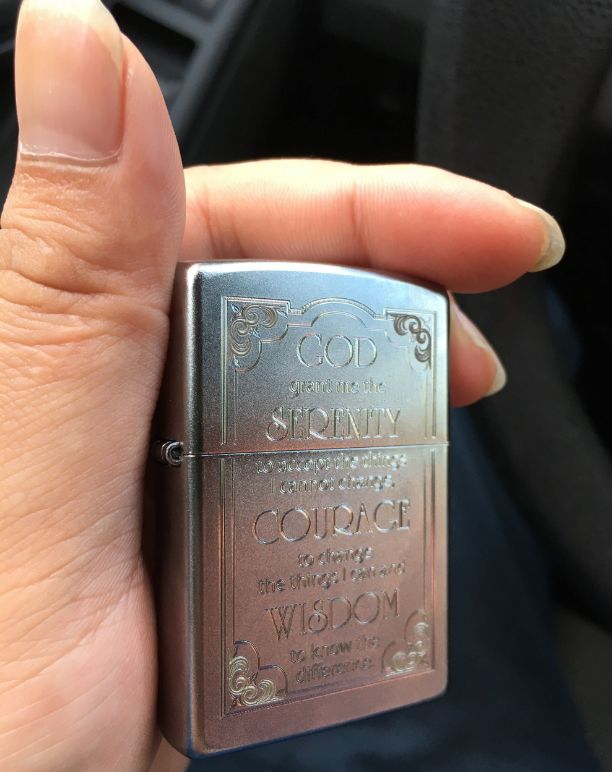 GOD
grant me the
SERENITY
to accept the things
I cannot change,
COURAGE
to change
the things I can and
WISDOM
to know the
difference.